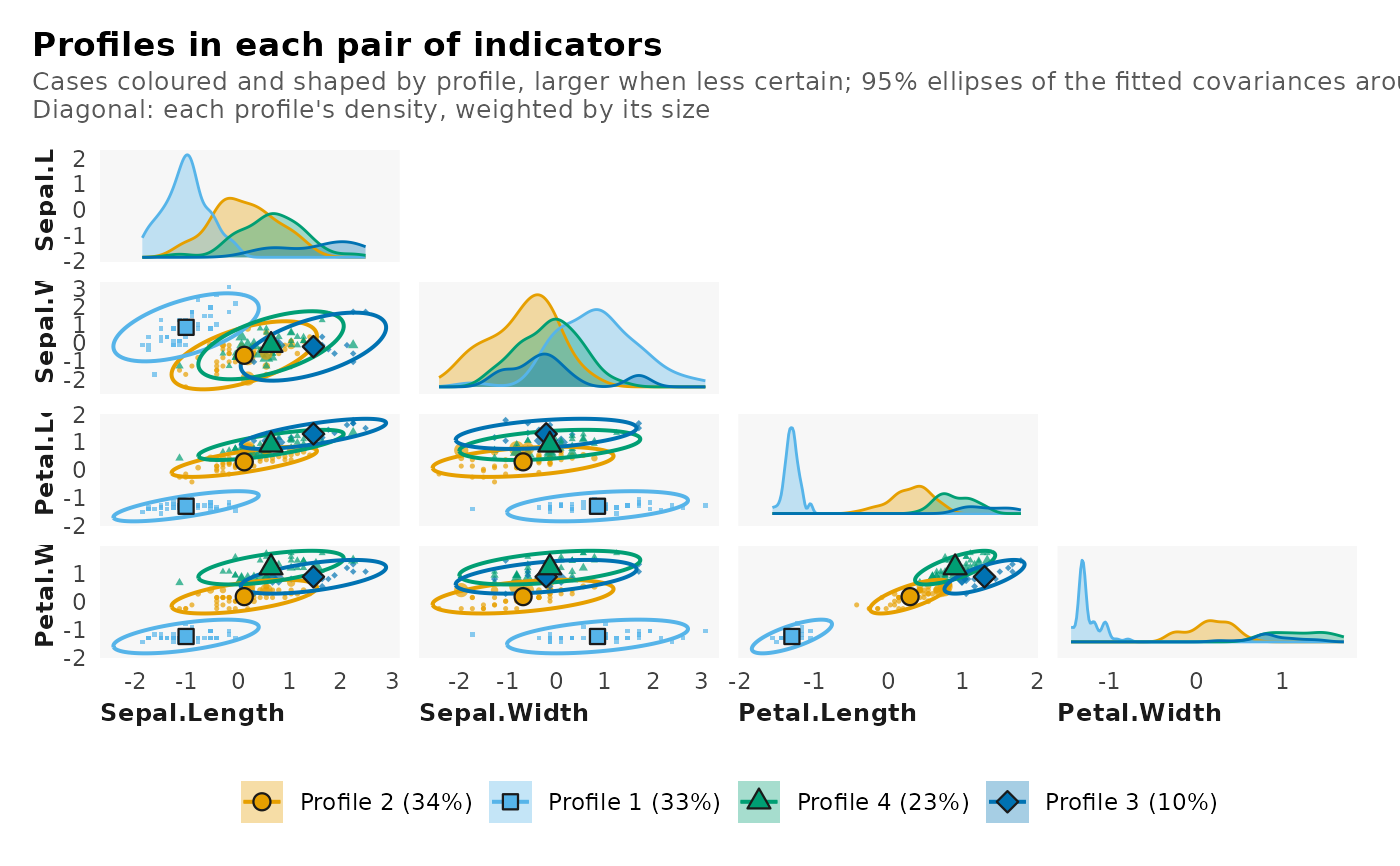 Profiles in each pair of indicators
Cases coloured and shaped by profile, larger when less certain; 95% ellipses of the fitted covariances
Diagonal: each profile's density, weighted by its size
Sepal.L
2
1
0
-1
-2
Sepal.W
3
2
1
0
-1
-2
Petal.L
2
1
0
-1
-2
Petal.W
1
0
-1
-2
-2 -1 0 1 2 3 -2 -1 0 1 2 3 -2 -1 0 1 2 -1 0 1
Sepal.Length Sepal.Width Petal.Length Petal.Width
Profile 2 (34%) Profile 1 (33%) Profile 4 (23%) Profile 3 (10%)